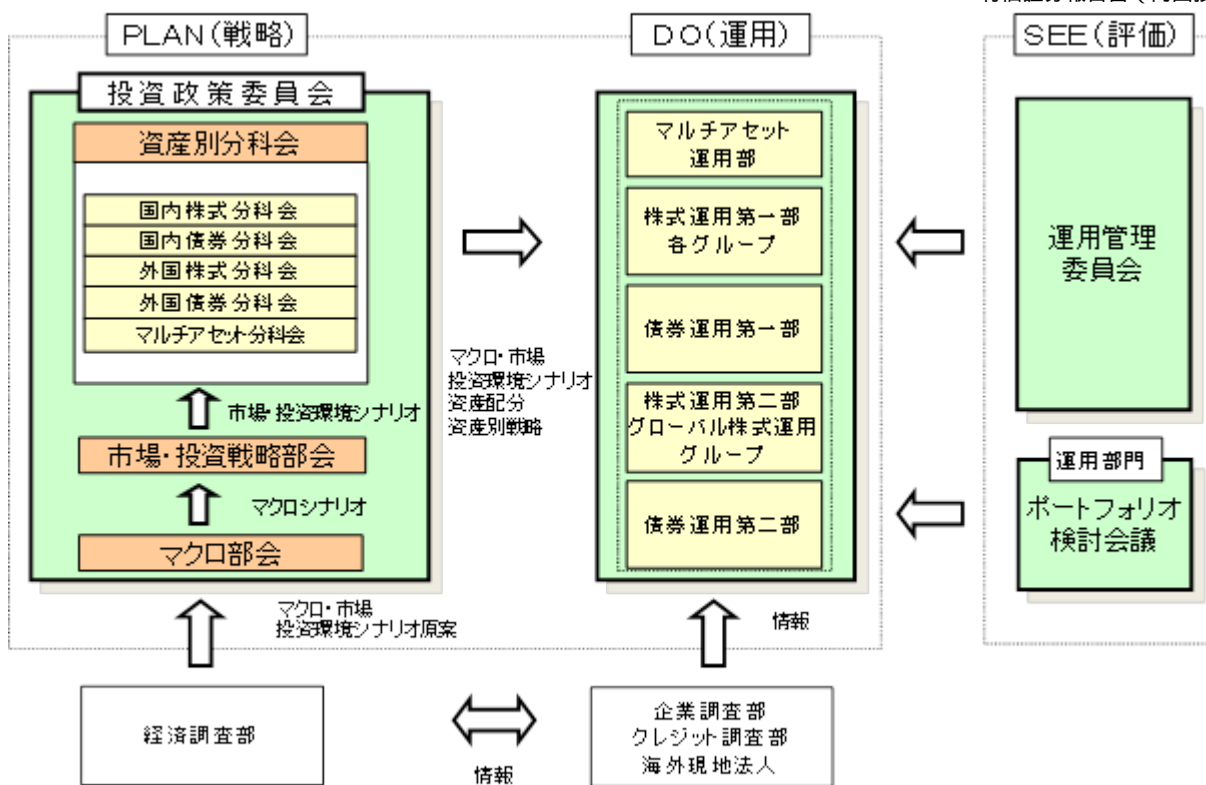 PLAN(戦略)
投資政策委員会
資産別分科会
国内株式分科会
国内債券分科会
外国株式分科会
外国債券分科会
マルチアセット分科会
市場・投資環境シナリオ
市場・投資戦略部会
マクロシナリオ
マクロ部会
マクロ・市場
投資環境シナリオ
資産配分
資産別戦略
DO(運用)
マルチアセット
運用部
株式運用第一部
各グループ
債券運用第一部
株式運用第二部
グローバル株式運用
グループ
債券運用第二部
SEE(評価)
運用管理
委員会
運用部門
ポートフォリオ
検討会議
マクロ・市場
投資環境シナリオ原案
情報
経済調査部
情報
企業調査部
クレジット調査部
海外現地法人